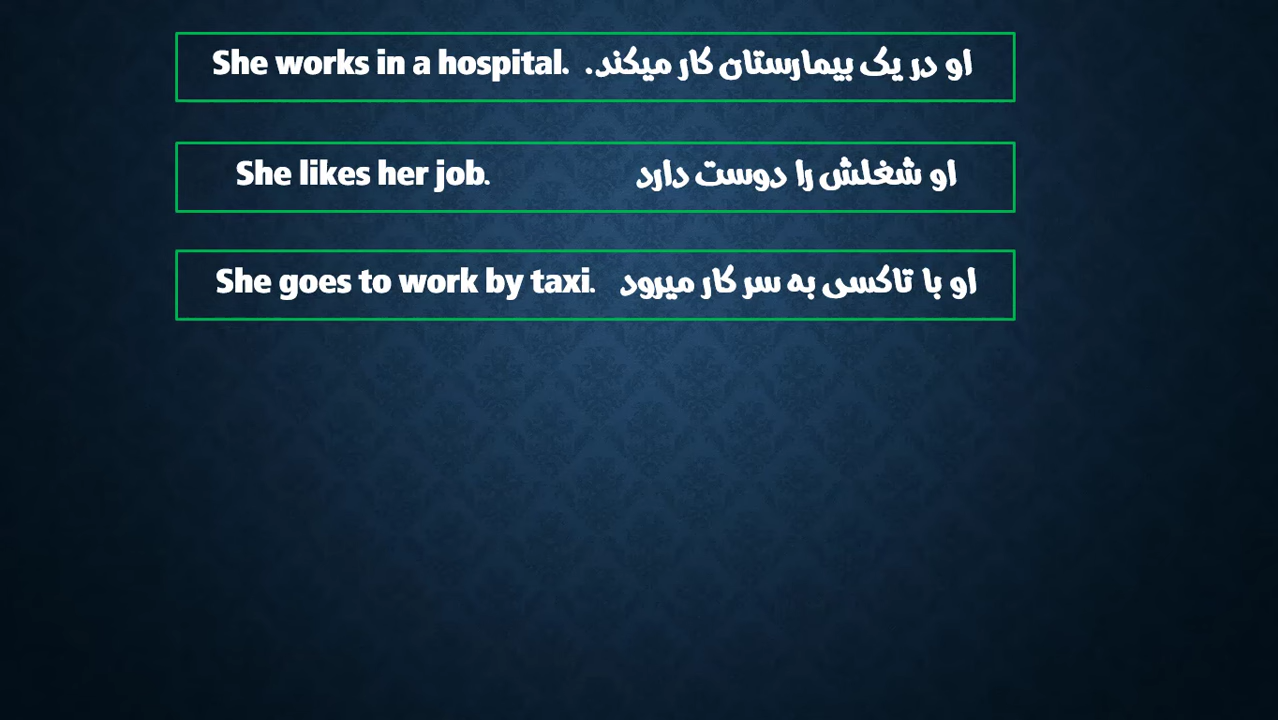 She works in a hospital. او در یک بیمارستان کار میکند.
She likes her job. او شغلش را دوست دارد
She goes to work by taxi. او با تاکسی به سر کار میرود